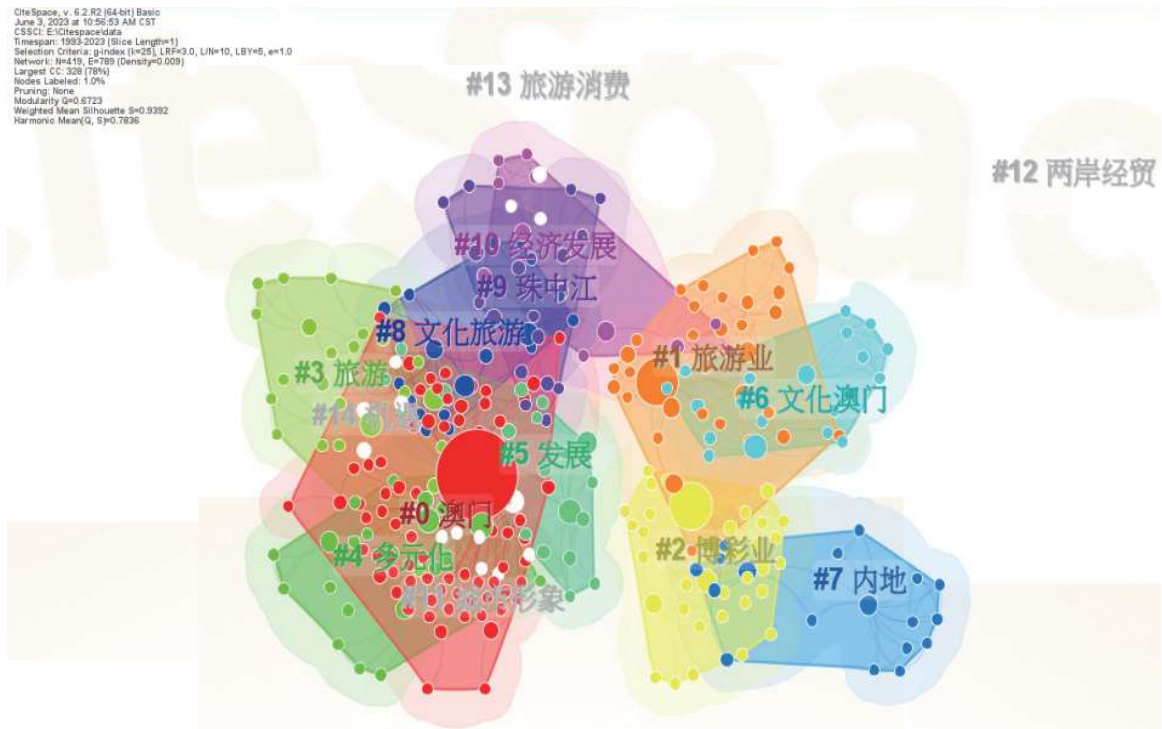 CiteSpace, v. 6.2.R2 (64-bit) Basic
June 3, 2023 at 10:56:53 AM CST
CSSCI: E:\Citespace\data
Timespan: 1993-2023 (Slice Length=1)
Selection Criteria: g-index (k=25), LRF=3.0, L/N=10, LBY=5, e=1.0
Network: N=419, E=789 (Density=0.009)
Largest CC: 328 (78%)
Nodes Labeled: 1.0%
Pruning: None
Modularity Q=0.6723
Weighted Mean Silhouette S=0.9392
Harmonic Mean(Q, S)=0.7836
#13 旅游消费
#12 两岸经贸
#10 经济发展
#9 珠中江
#8 文化旅游
#1 旅游业
#3 旅游
#6 文化澳门
#14
#5 发展
#0 澳门
#4 多元化
#2 博彩业
#7 内地
形象